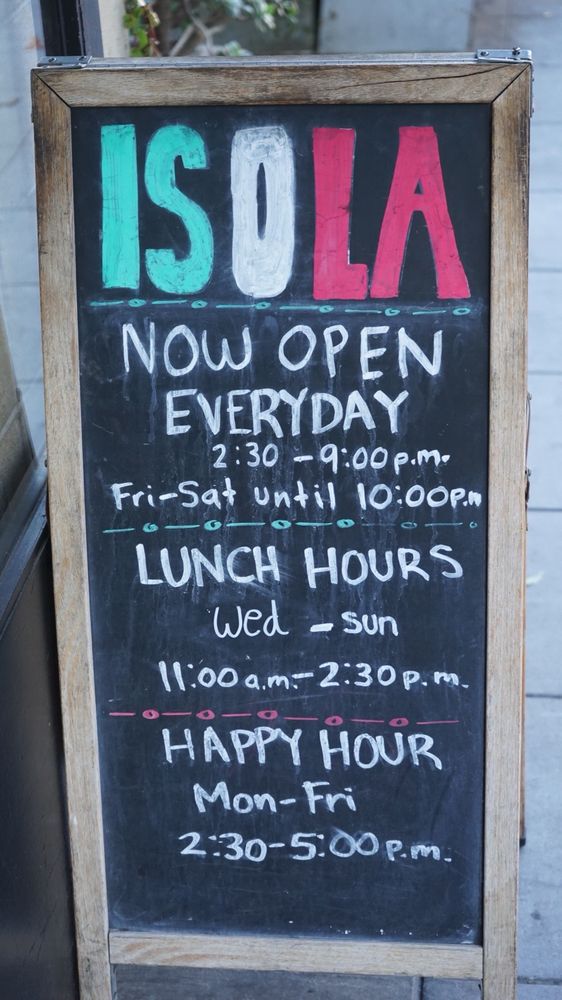 ISOLA
NOW OPEN
EVERYDAY
2:30 - 9:00 p.m.
Fri-Sat until 10:00p.m
LUNCH HOURS
Wed - Sun
11:00 a.m. - 2:30 p.m.
HAPPY HOUR
Mon-Fri
2:30-5:00 p.m.